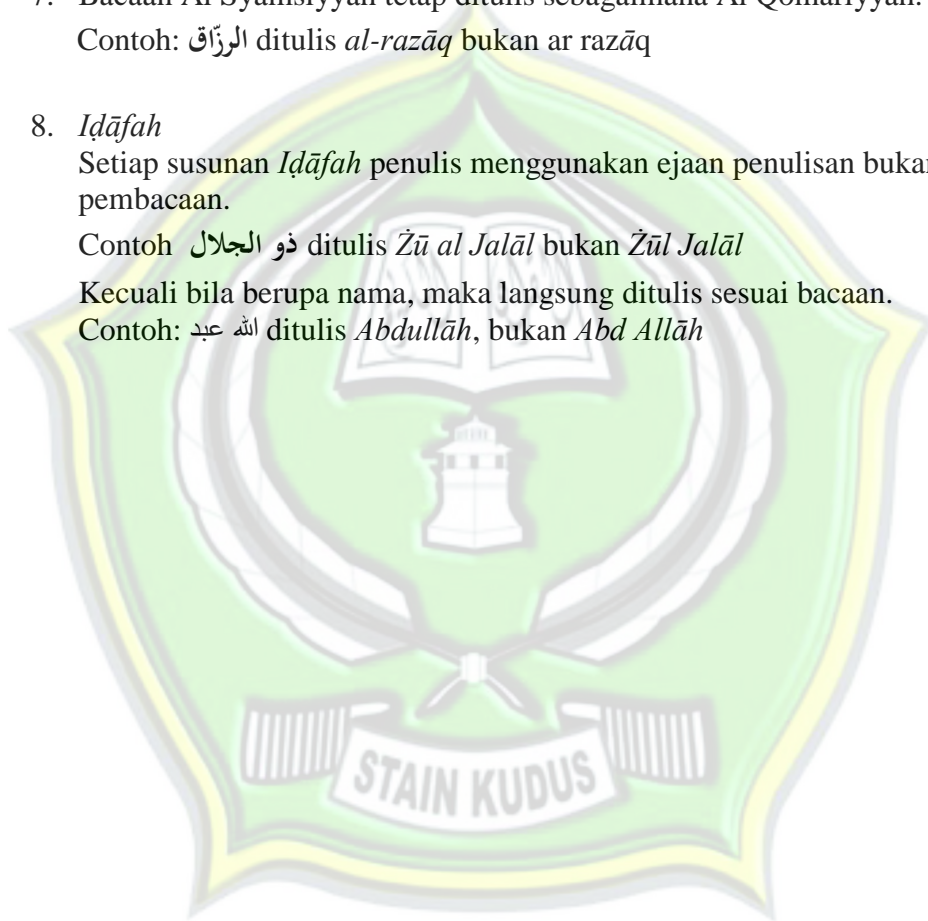 7. Bacaan Al Syamsiyyah tetap ditulis sebagaimana Al Qomariyyah.
Contoh: الرزّاق ditulis al-razāq bukan ar razāq
8. Iḍāfah
Setiap susunan Iḍāfah penulis menggunakan ejaan penulisan bukan
pembacaan.
Contoh ذو الجلال ditulis Żū al Jalāl bukan Żūl Jalāl
Kecuali bila berupa nama, maka langsung ditulis sesuai bacaan.
Contoh: الله عبد ditulis Abdullāh, bukan Abd Allāh
STAIN KUDUS